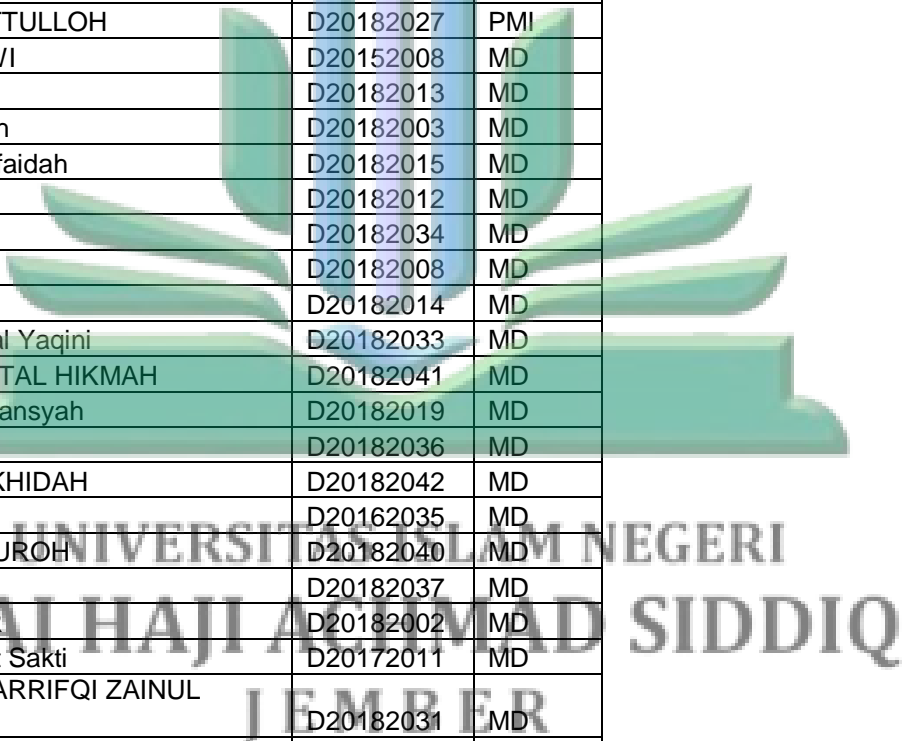 TULLOH D20182027 PMI
VI D20152008 MD
D20182013 MD
D20182003 MD
faidah D20182015 MD
D20182012 MD
D20182034 MD
D20182008 MD
D20182014 MD
al Yaqini D20182033 MD
TAL HIKMAH D20182041 MD
ansyah D20182019 MD
D20182036 MD
KHIDAH D20182042 MD
D20162035 MD
UROH D20182040 MD
D20182037 MD
D20182002 MD
Sakti D20172011 MD
ARRIFQI ZAINUL
D20182031 MD
UNIVERSITAS ISLAM NEGERI
AI HAJI ACHMAD SIDDIQ
JEMBER